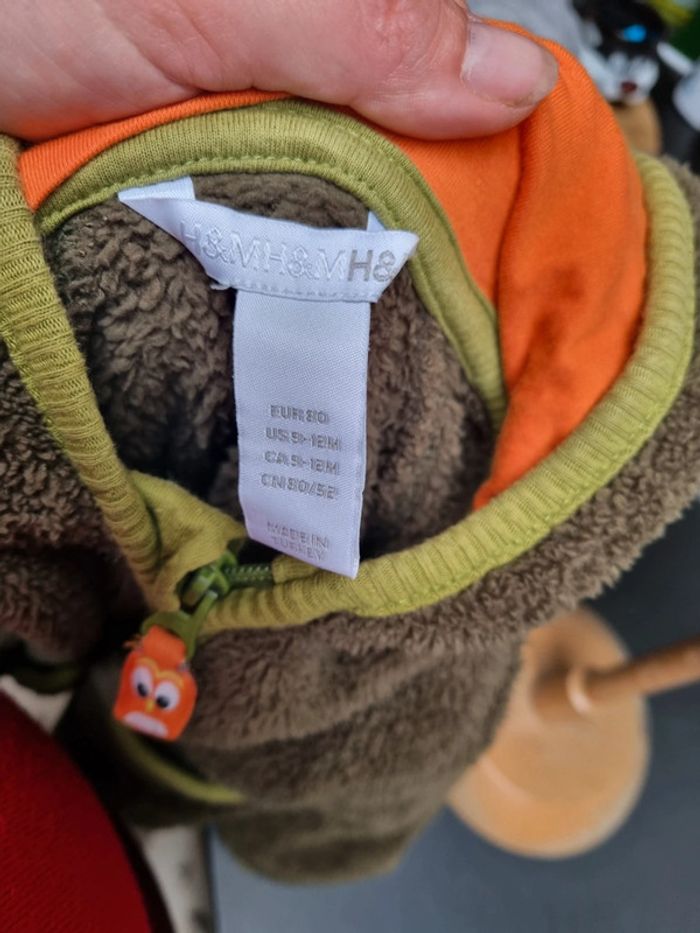 H&MH&MH&
EUR 80
US 9-12M
CA 9-12M
CN 80/52
MADE IN
TURKEY